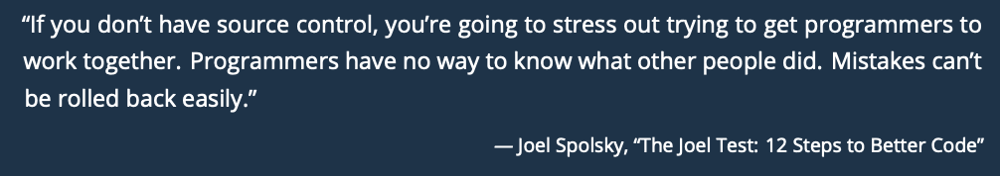 “If you don’t have source control, you’re going to stress out trying to get programmers to
work together. Programmers have no way to know what other people did. Mistakes can’t
be rolled back easily.”
— Joel Spolsky, “The Joel Test: 12 Steps to Better Code”